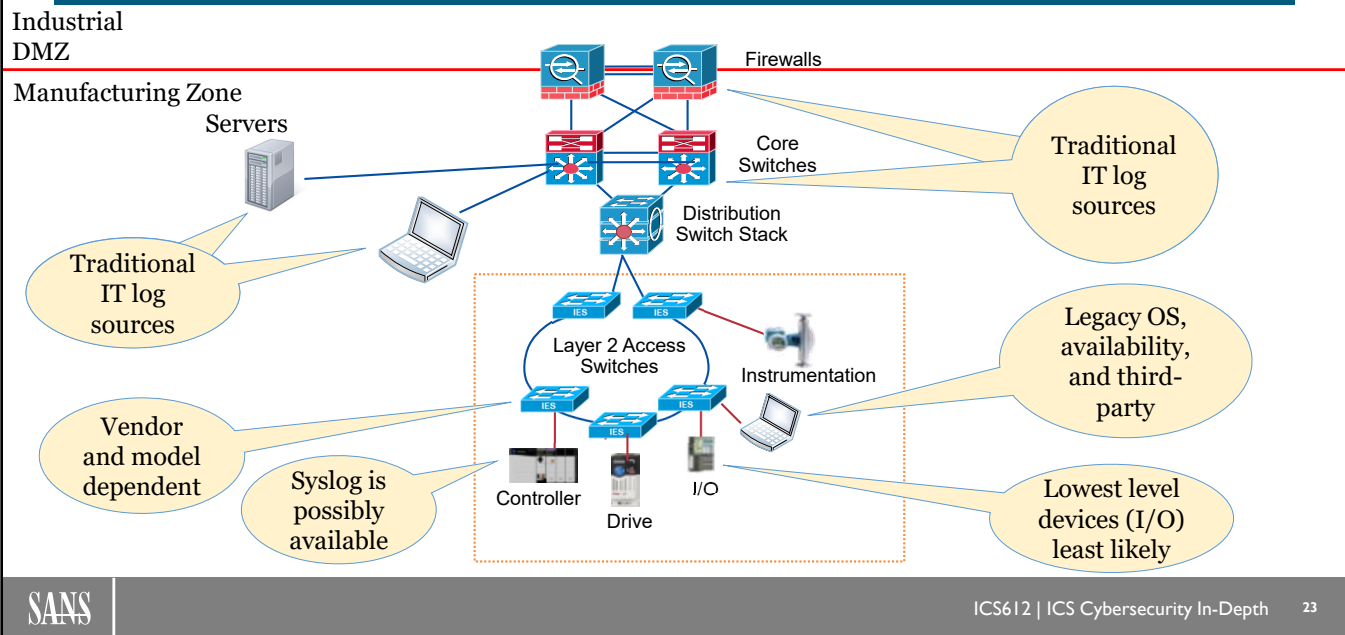 Industrial
DMZ
Firewalls
Manufacturing Zone
Servers
Core
Switches
Traditional
IT log
sources
Distribution
Switch Stack
Traditional
IT log
sources
IES
IES
Layer 2 Access
Switches
Instrumentation
Legacy OS,
availability,
and third-
party
IES
IES
IES
Vendor
and model
dependent
Syslog is
possibly
available
Controller
Drive
I/O
Lowest level
devices (I/O)
least likely
SANS
ICS612 | ICS Cybersecurity In-Depth 23